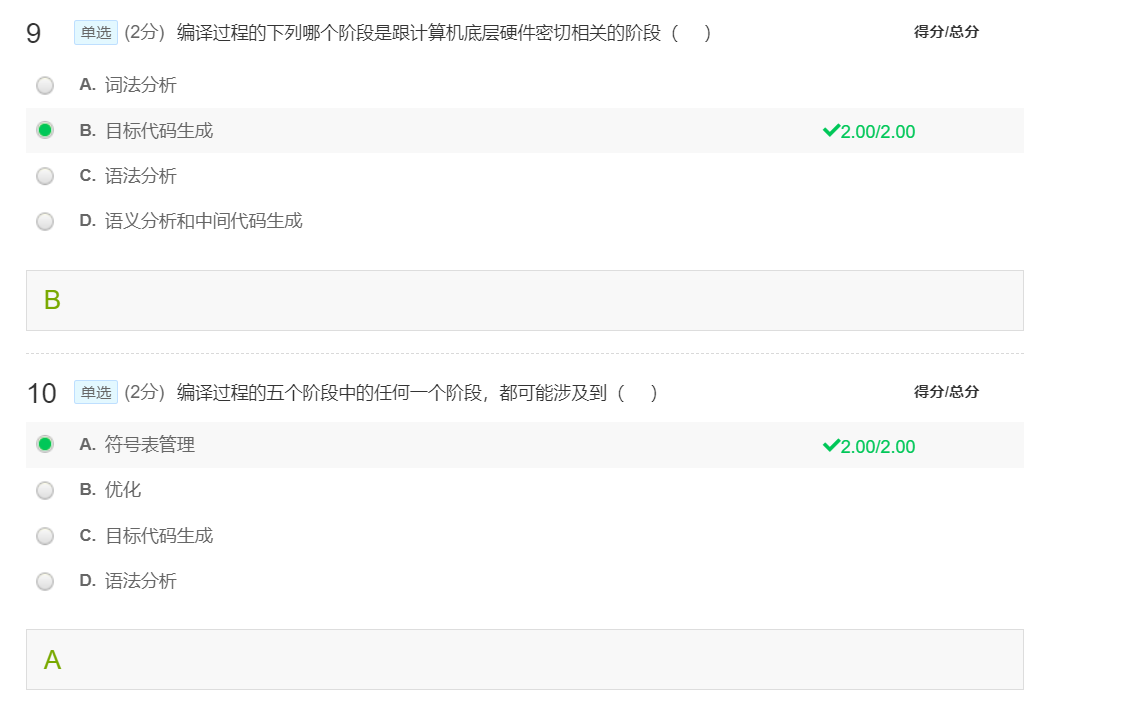 9 单选 (2分) 编译过程的下列哪个阶段是跟计算机底层硬件密切相关的阶段（ ） 得分/总分
A. 词法分析
B. 目标代码生成 2.00/2.00
C. 语法分析
D. 语义分析和中间代码生成
B
10 单选 (2分) 编译过程的五个阶段中的任何一个阶段，都可能涉及到（ ） 得分/总分
A. 符号表管理 2.00/2.00
B. 优化
C. 目标代码生成
D. 语法分析
A